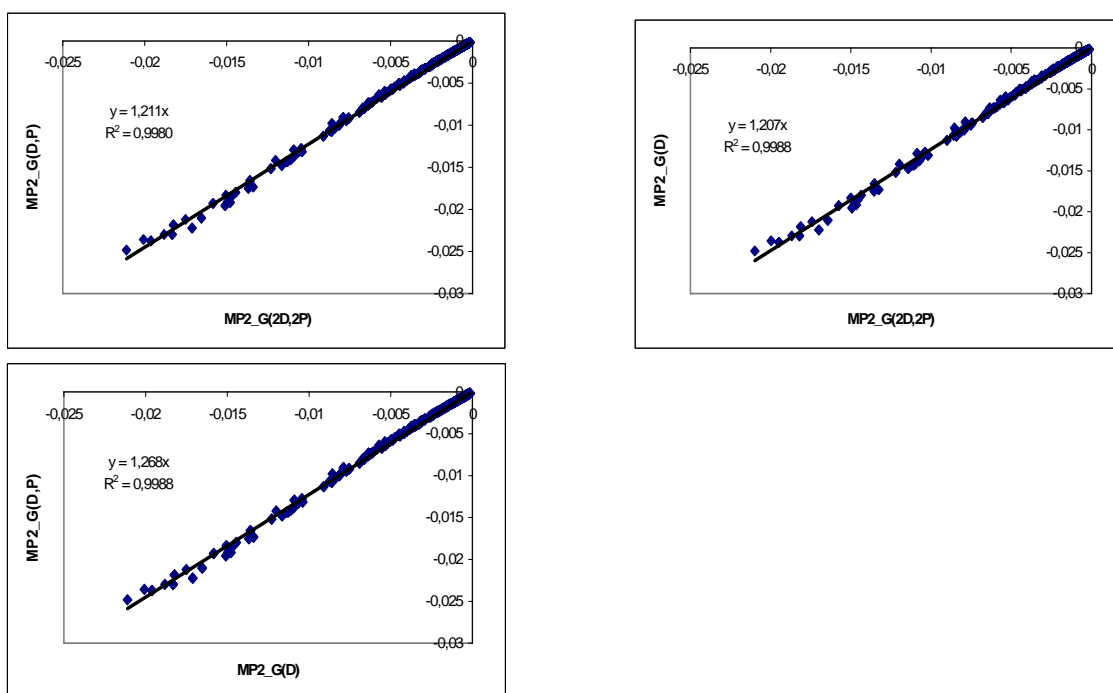 -0,025 -0,02 -0,015 -0,01 -0,005 0
0
-0,005
-0,01
-0,015
-0,02
-0,025
-0,03
y = 1,211x
R² = 0,9980
MP2_G(D,P)
MP2_G(2D,2P)
-0,025 -0,02 -0,015 -0,01 -0,005 0
0
-0,005
-0,01
-0,015
-0,02
-0,025
-0,03
y = 1,207x
R² = 0,9988
MP2_G(D)
MP2_G(2D,2P)
-0,025 -0,02 -0,015 -0,01 -0,005 0
0
-0,005
-0,01
-0,015
-0,02
-0,025
-0,03
y = 1,268x
R² = 0,9988
MP2_G(D,P)
MP2_G(D)